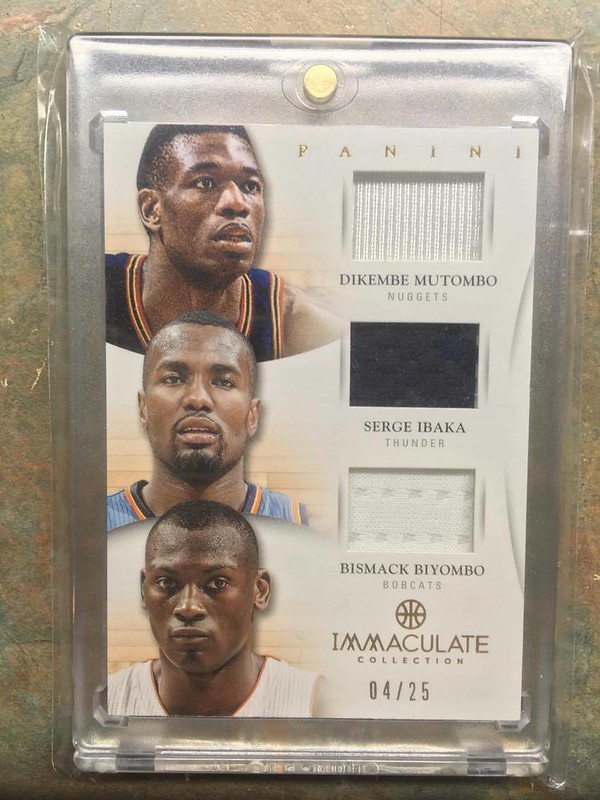 PANINI
DIKEMBE MUTOMBO
NUGGETS
SERGE IBAKA
THUNDER
BISMACK BIYOMBO
BOBCATS
IMMACULATE
COLLECTION
04/25